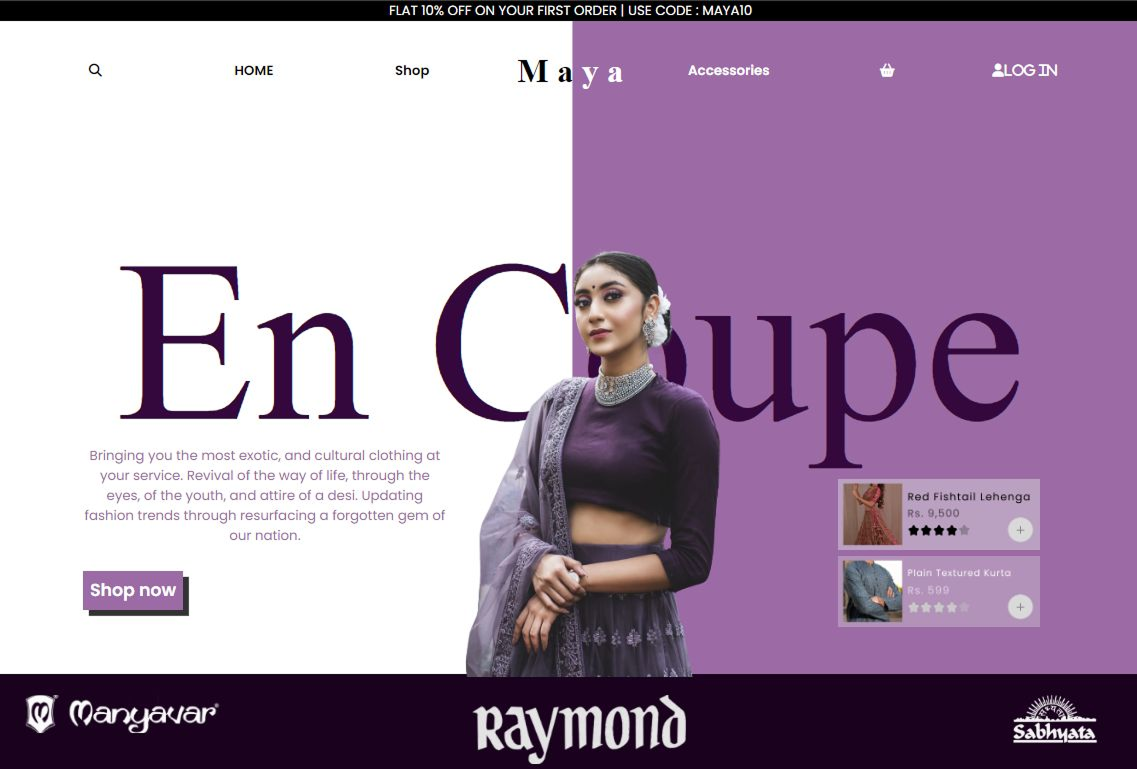 FLAT 10% OFF ON YOUR FIRST ORDER | USE CODE : MAYA10
HOME
Shop
Maya
Accessories
LOG IN
En Coupe
Bringing you the most exotic, and cultural clothing at
your service. Revival of the way of life, through the
eyes, of the youth, and attire of a desi. Updating
fashion trends through resurfacing a forgotten gem of
our nation.
Shop now
Red Fishtail Lehenga
Rs. 9,500
+
Plain Textured Kurta
Rs. 599
+
Manyavar®
Raymond
सभ्यता
Sabhyata